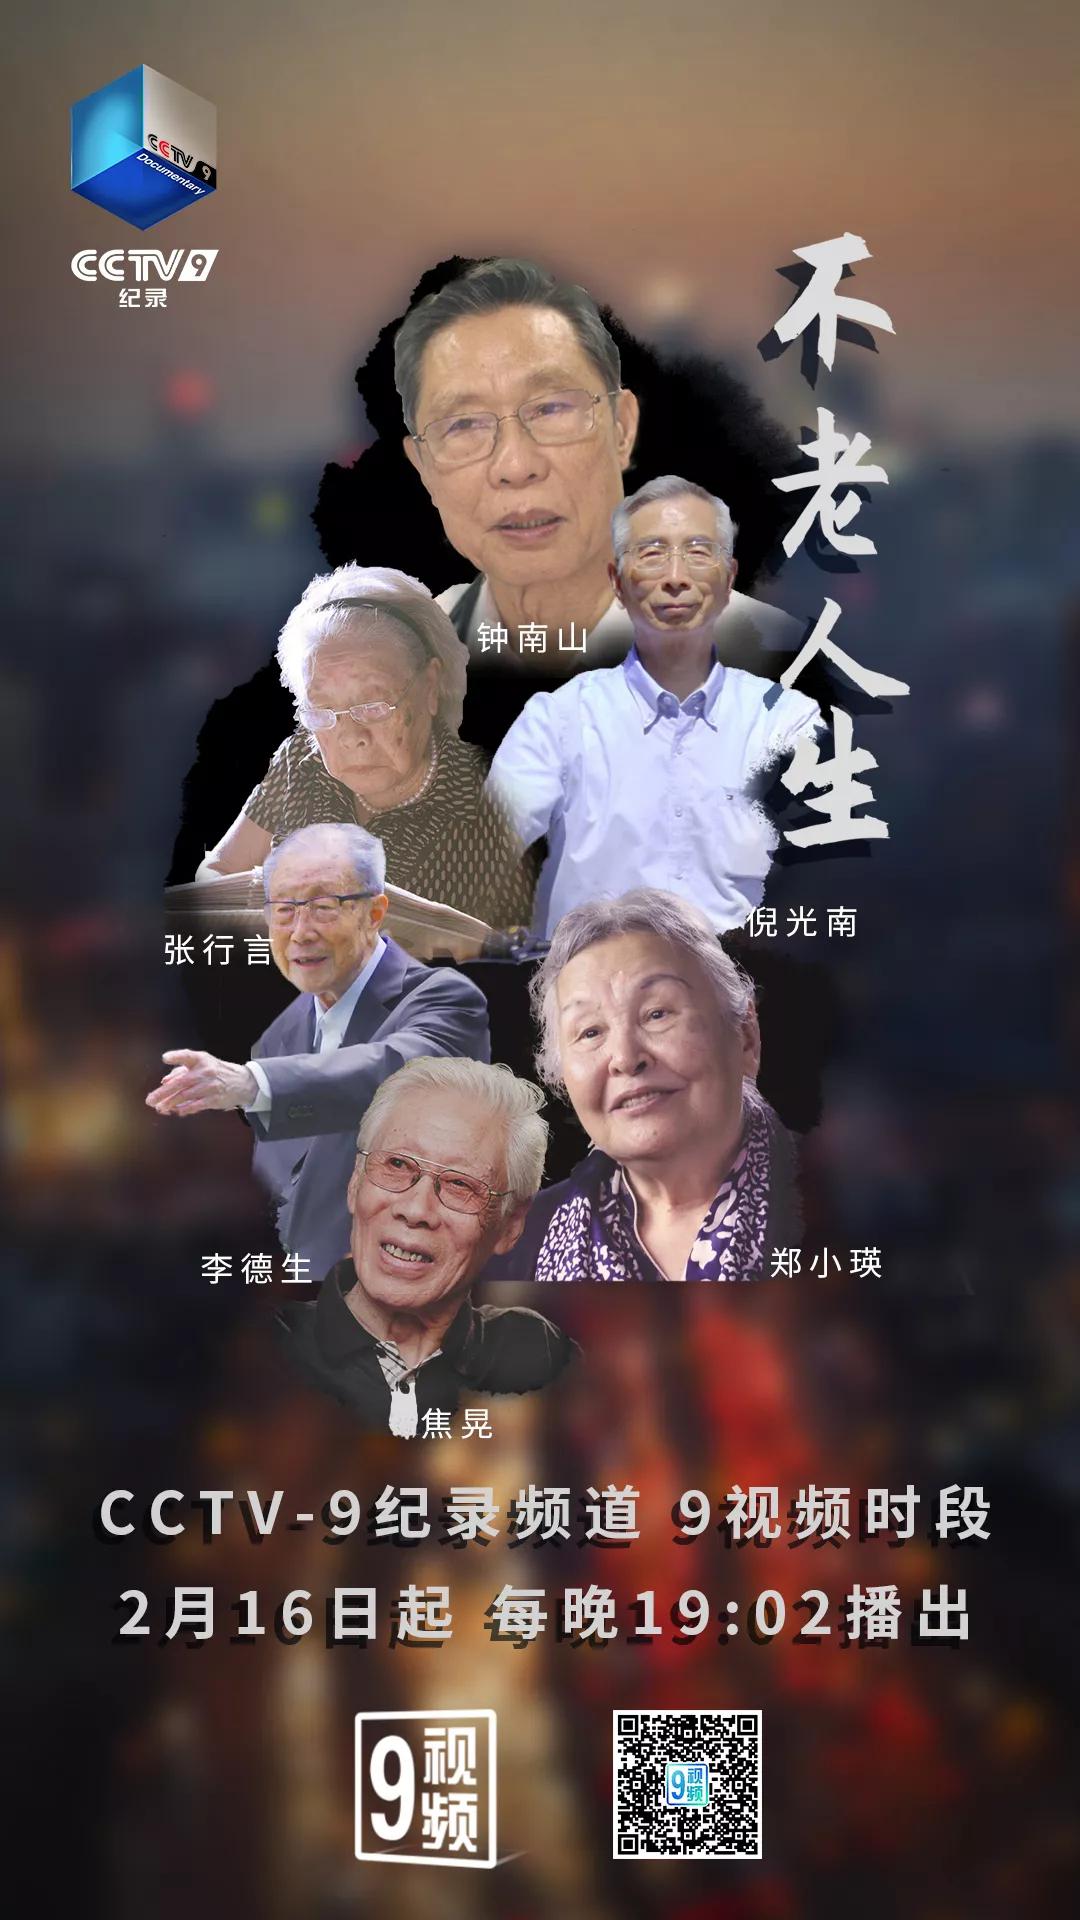 CCTV 9
Documentary
CCTV9
纪录
不老人生
钟南山
倪光南
张行言
李德生
郑小瑛
焦晃
CCTV-9纪录频道 9视频时段
2月16日起 每晚19:02播出
9视频
9视频